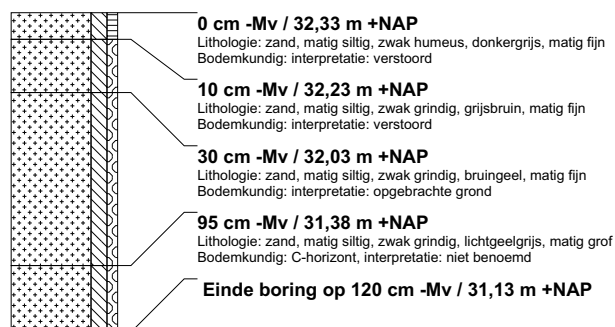 0 cm -Mv / 32,33 m +NAP
Lithologie: zand, matig siltig, zwak humeus, donkergrijs, matig fijn
Bodemkundig: interpretatie: verstoord
10 cm -Mv / 32,23 m +NAP
Lithologie: zand, matig siltig, zwak grindig, grijsbruin, matig fijn
Bodemkundig: interpretatie: verstoord
30 cm -Mv / 32,03 m +NAP
Lithologie: zand, matig siltig, zwak grindig, bruingeel, matig fijn
Bodemkundig: interpretatie: opgebrachte grond
95 cm -Mv / 31,38 m +NAP
Lithologie: zand, matig siltig, zwak grindig, lichtgeelgrijs, matig grof
Bodemkundig: C-horizont, interpretatie: niet benoemd
Einde boring op 120 cm -Mv / 31,13 m +NAP